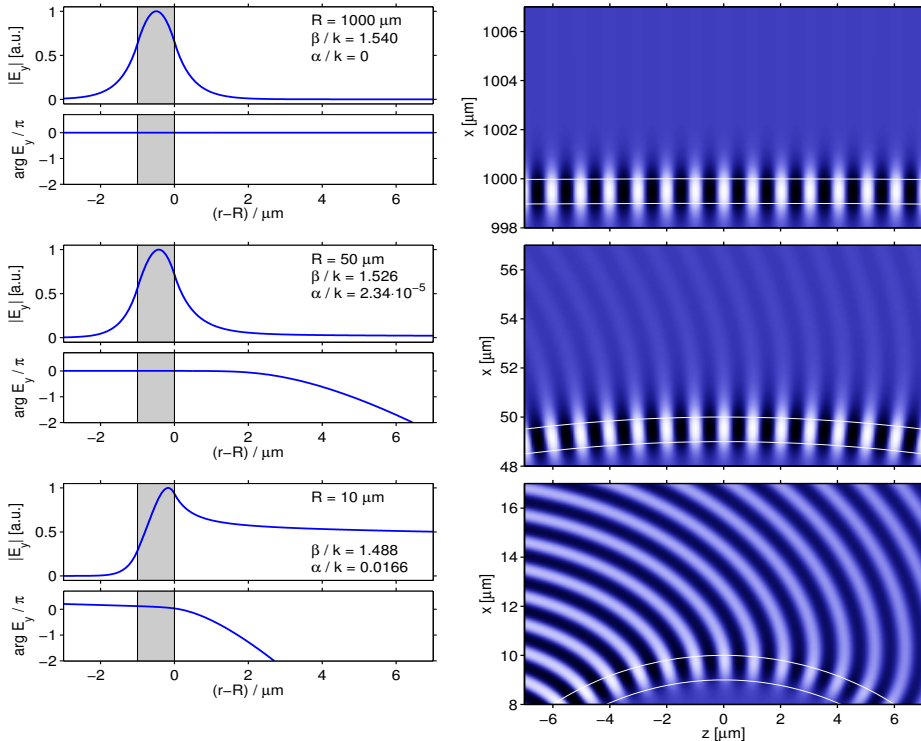 |E_y| [a.u.]
1
0.5
0
R = 1000 μm
β / k = 1.540
α / k = 0
arg E_y / π
0
−1
−2
−2 0 2 4 6
(r−R) / μm
x [μm]
1006
1004
1002
1000
998
|E_y| [a.u.]
1
0.5
0
R = 50 μm
β / k = 1.526
α / k = 2.34·10⁻⁵
arg E_y / π
0
−1
−2
−2 0 2 4 6
(r−R) / μm
x [μm]
56
54
52
50
48
|E_y| [a.u.]
1
0.5
0
R = 10 μm
β / k = 1.488
α / k = 0.0166
arg E_y / π
0
−1
−2
−2 0 2 4 6
(r−R) / μm
x [μm]
16
14
12
10
8
−6 −4 −2 0 2 4 6
z [μm]